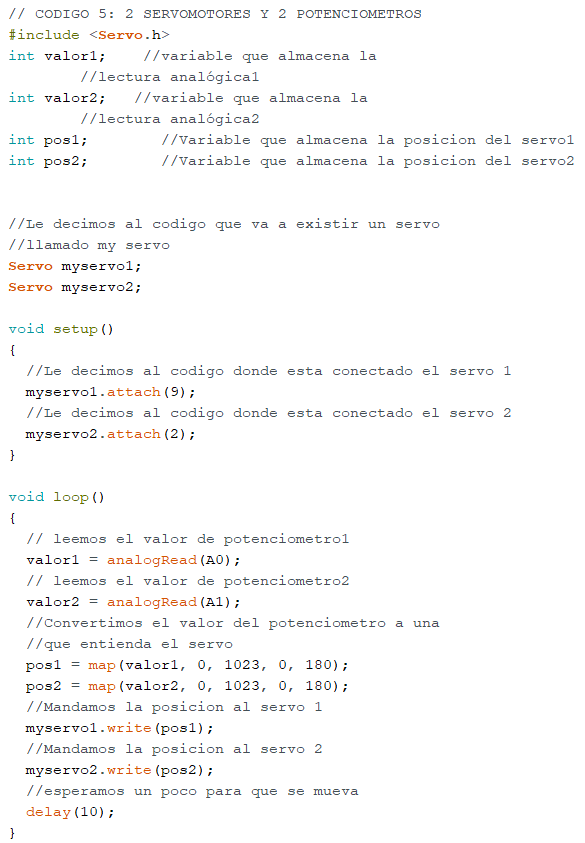 // CODIGO 5: 2 SERVOMOTORES Y 2 POTENCIOMETROS
#include <Servo.h>
int valor1;    //variable que almacena la
        //lectura analógica1
int valor2;   //variable que almacena la
        //lectura analógica2
int pos1;        //Variable que almacena la posicion del servo1
int pos2;        //Variable que almacena la posicion del servo2


//Le decimos al codigo que va a existir un servo
//llamado my servo
Servo myservo1;
Servo myservo2;

void setup()
{
  //Le decimos al codigo donde esta conectado el servo 1
  myservo1.attach(9);
  //Le decimos al codigo donde esta conectado el servo 2
  myservo2.attach(2);
}

void loop()
{
  // leemos el valor de potenciometro1
  valor1 = analogRead(A0);
  // leemos el valor de potenciometro2
  valor2 = analogRead(A1);
  //Convertimos el valor del potenciometro a una
  //que entienda el servo
  pos1 = map(valor1, 0, 1023, 0, 180);
  pos2 = map(valor2, 0, 1023, 0, 180);
  //Mandamos la posicion al servo 1
  myservo1.write(pos1);
  //Mandamos la posicion al servo 2
  myservo2.write(pos2);
  //esperamos un poco para que se mueva
  delay(10);
}